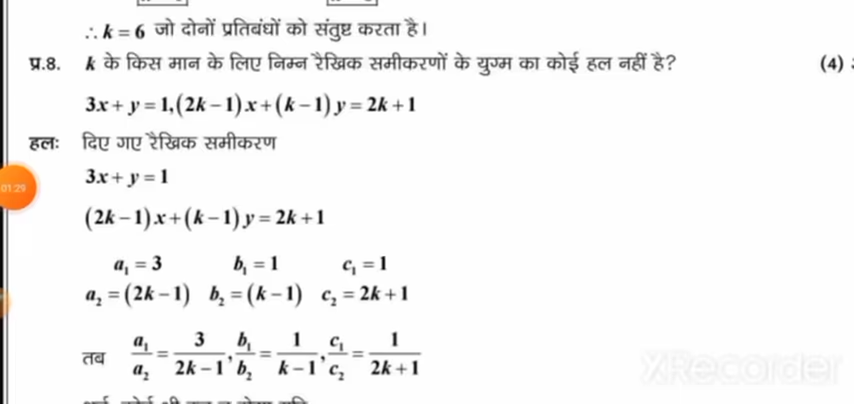 ∴ k = 6 जो दोनों प्रतिबंधों को संतुष्ट करता है।
प्र.8. k के किस मान के लिए निम्न रैखिक समीकरणों के युग्म का कोई हल नहीं है? (4)
3x + y = 1, (2k − 1) x + (k − 1) y = 2k + 1
हलः दिए गए रैखिक समीकरण
3x + y = 1
01:29
(2k − 1) x + (k − 1) y = 2k + 1
a₁ = 3 b₁ = 1 c₁ = 1
a₂ = (2k − 1) b₂ = (k − 1) c₂ = 2k + 1
तब a₁/a₂ = 3/(2k − 1), b₁/b₂ = 1/(k − 1), c₁/c₂ = 1/(2k + 1)
XRecorder